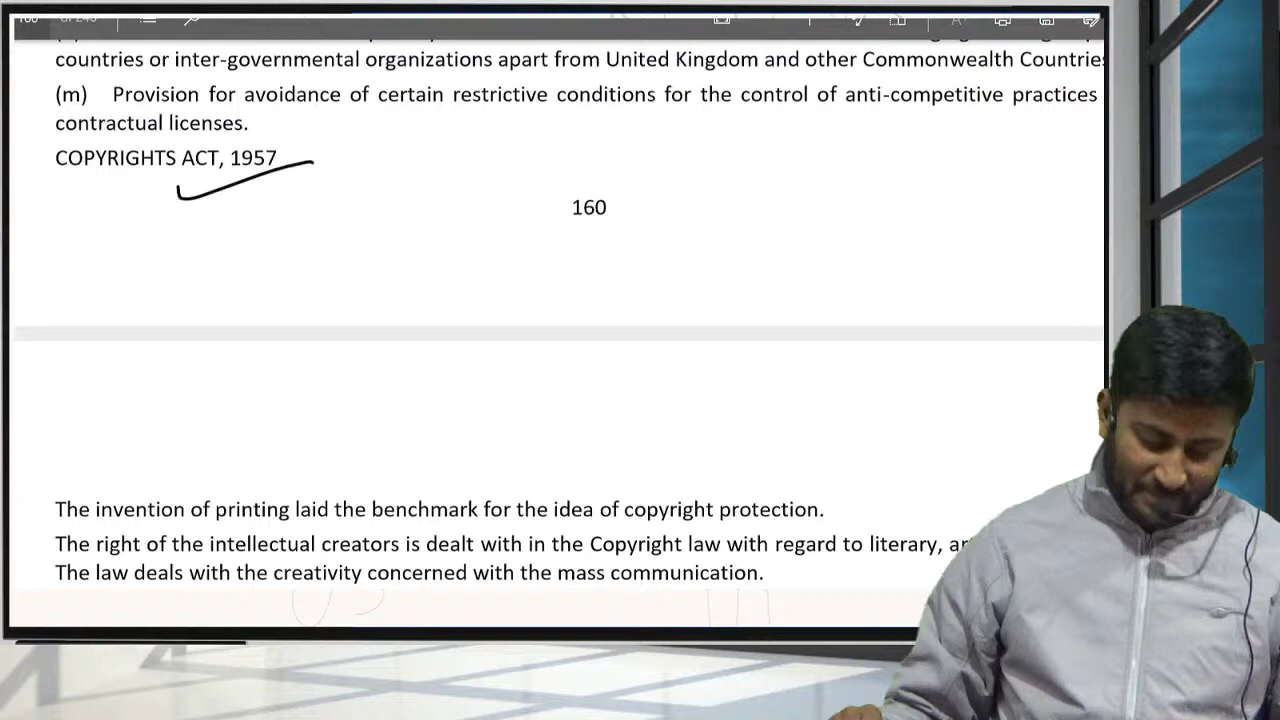 countries or inter-governmental organizations apart from United Kingdom and other Commonwealth Countries
(m) Provision for avoidance of certain restrictive conditions for the control of anti-competitive practices
contractual licenses.
COPYRIGHTS ACT, 1957
160
The invention of printing laid the benchmark for the idea of copyright protection.
The right of the intellectual creators is dealt with in the Copyright law with regard to literary,
The law deals with the creativity concerned with the mass communication.